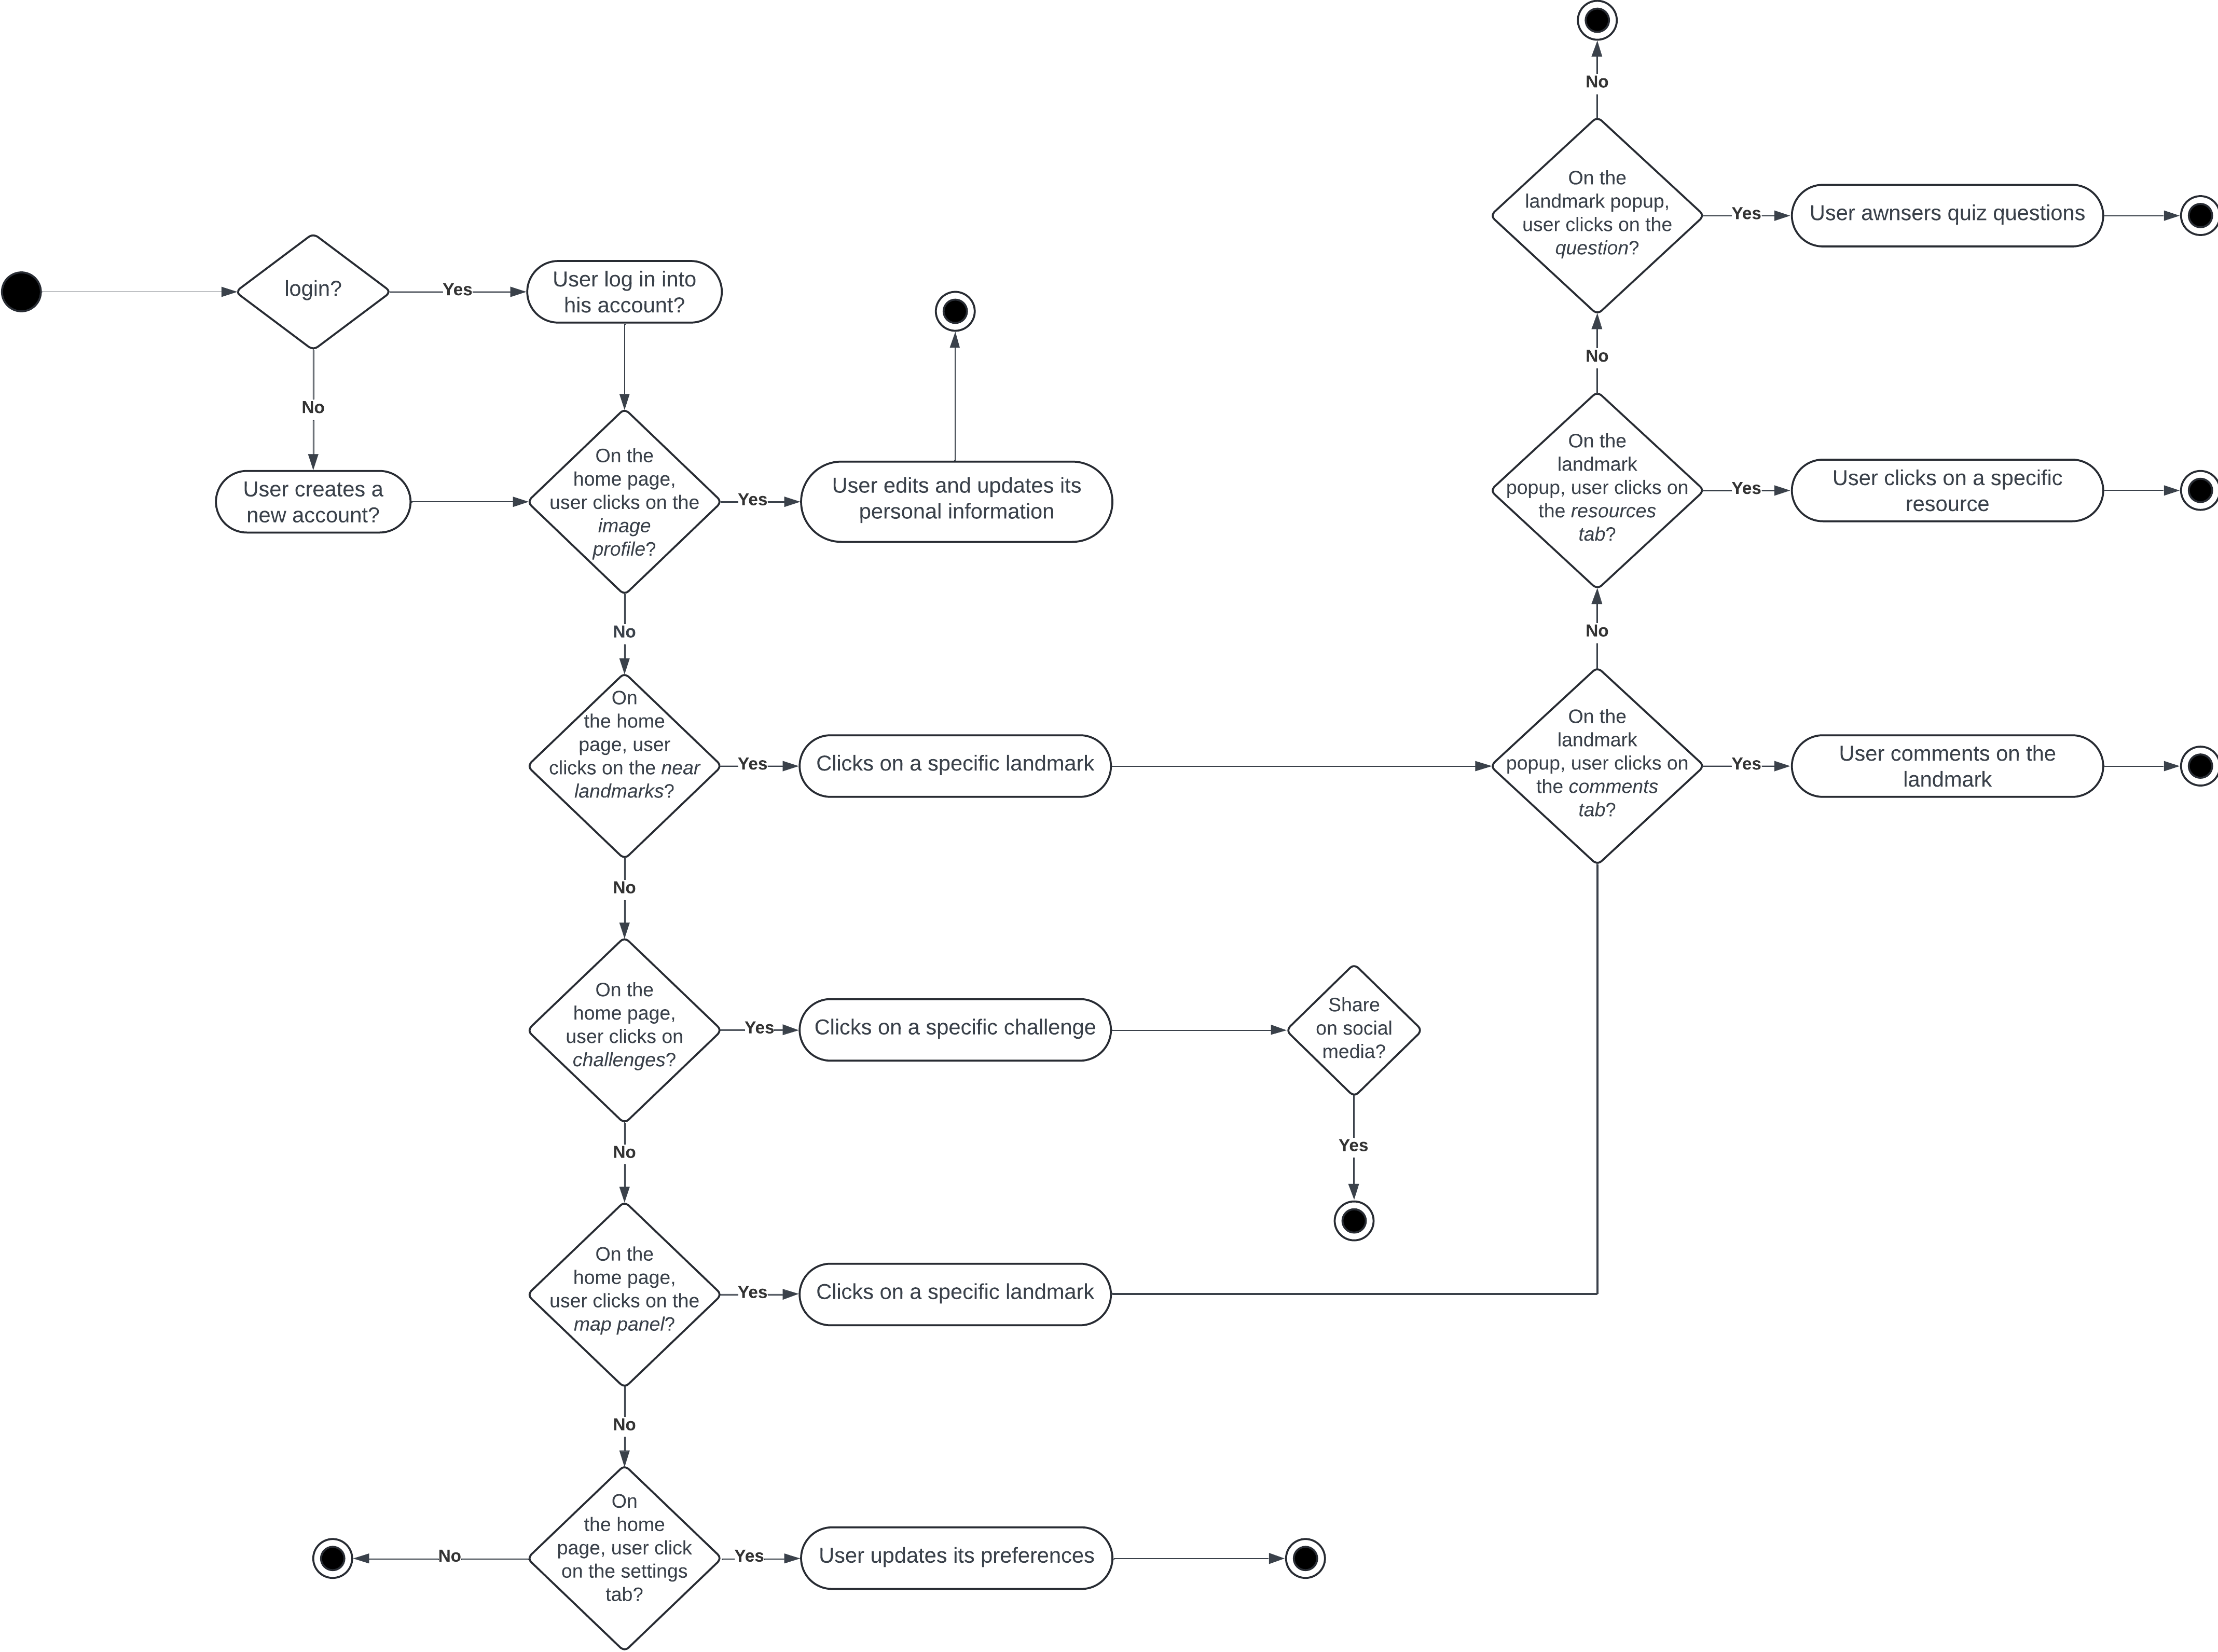 No
On the
landmark popup,
user clicks on the
question?
Yes
User awnsers quiz questions
login?
Yes
User log in into
his account?
No
No
User creates a
new account?
On the
home page,
user clicks on the
image
profile?
Yes
User edits and updates its
personal information
On the
landmark
popup, user clicks on
the resources
tab?
Yes
User clicks on a specific
resource
No
No
On
the home
page, user
clicks on the near
landmarks?
Yes
Clicks on a specific landmark
On the
landmark
popup, user clicks on
the comments
tab?
Yes
User comments on the
landmark
No
On the
home page,
user clicks on
challenges?
Yes
Clicks on a specific challenge
Share
on social
media?
Yes
No
On the
home page,
user clicks on the
map panel?
Yes
Clicks on a specific landmark
No
On
the home
page, user click
on the settings
tab?
No
Yes
User updates its preferences